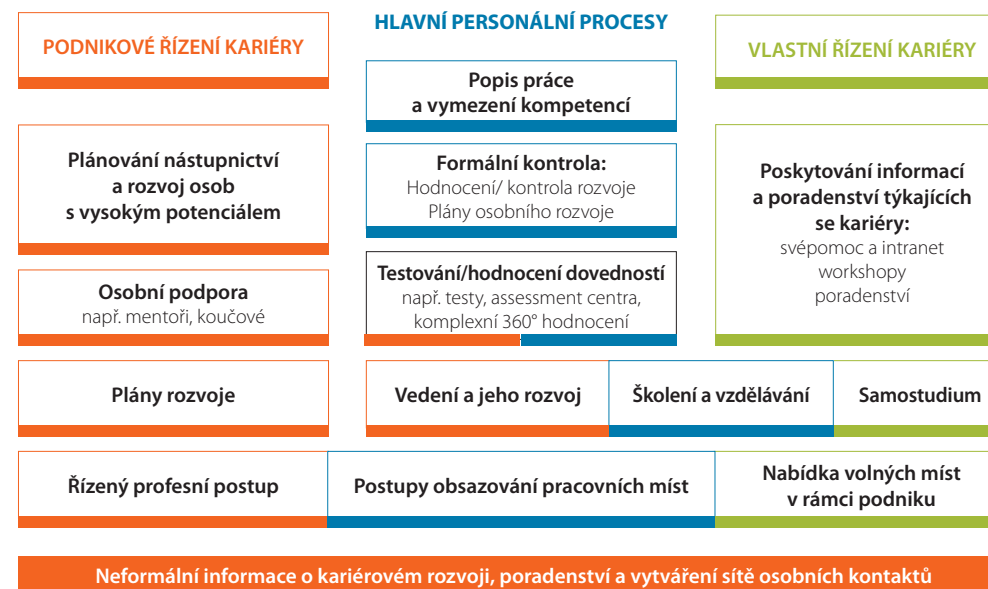 PODNIKOVÉ ŘÍZENÍ KARIÉRY
HLAVNÍ PERSONÁLNÍ PROCESY
VLASTNÍ ŘÍZENÍ KARIÉRY
Popis práce
a vymezení kompetencí
Plánování nástupnictví
a rozvoj osob
s vysokým potenciálem
Formální kontrola:
Hodnocení/ kontrola rozvoje
Plány osobního rozvoje
Poskytování informací
a poradenství týkajících
se kariéry:
svépomoc a intranet
workshopy
poradenství
Osobní podpora
např. mentoři, koučové
Testování/hodnocení dovedností
např. testy, assessment centra,
komplexní 360° hodnocení
Plány rozvoje
Vedení a jeho rozvoj
Školení a vzdělávání
Samostudium
Řízený profesní postup
Postupy obsazování pracovních míst
Nabídka volných míst
v rámci podniku
Neformální informace o kariérovém rozvoji, poradenství a vytváření sítě osobních kontaktů